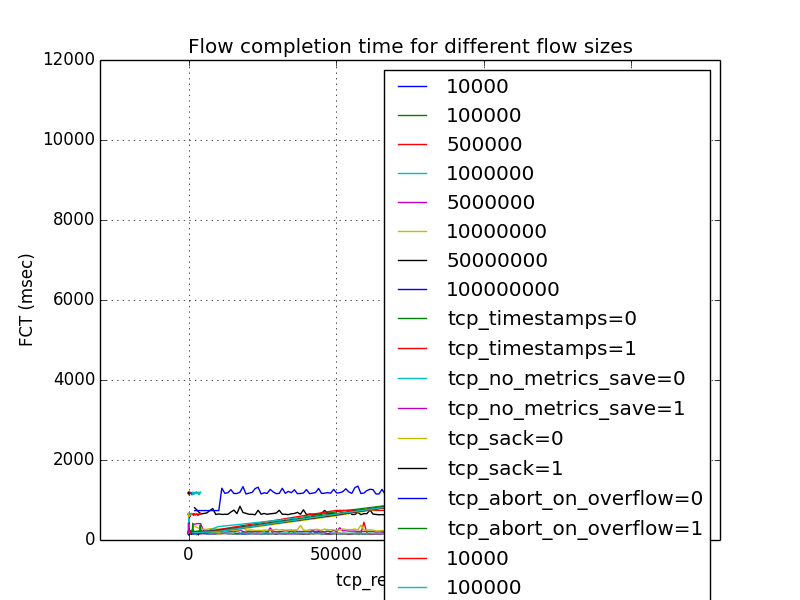 Flow completion time for different flow sizes
12000
10000
8000
6000
4000
2000
0
FCT (msec)
0
50000
10000
100000
500000
1000000
5000000
10000000
50000000
100000000
tcp_timestamps=0
tcp_timestamps=1
tcp_no_metrics_save=0
tcp_no_metrics_save=1
tcp_sack=0
tcp_sack=1
tcp_abort_on_overflow=0
tcp_abort_on_overflow=1
10000
100000
tcp_re